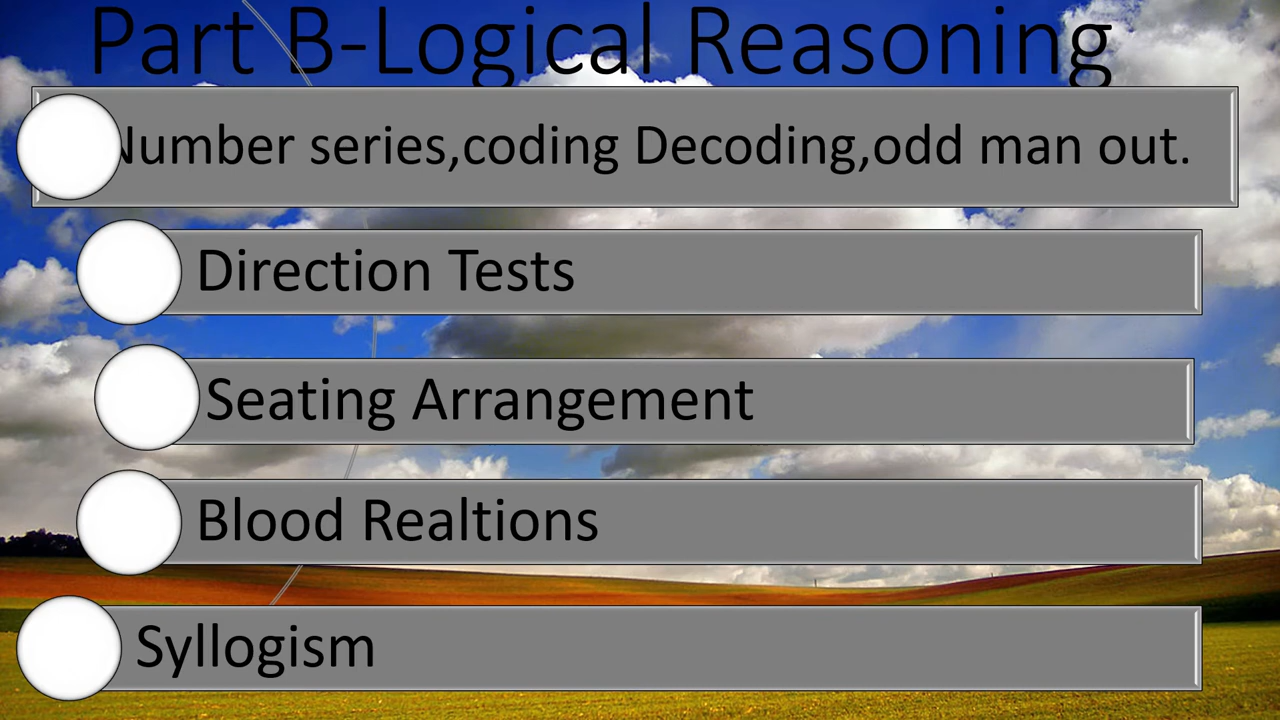 Part B-Logical Reasoning
Number series,coding Decoding,odd man out.
Direction Tests
Seating Arrangement
Blood Realtions
Syllogism